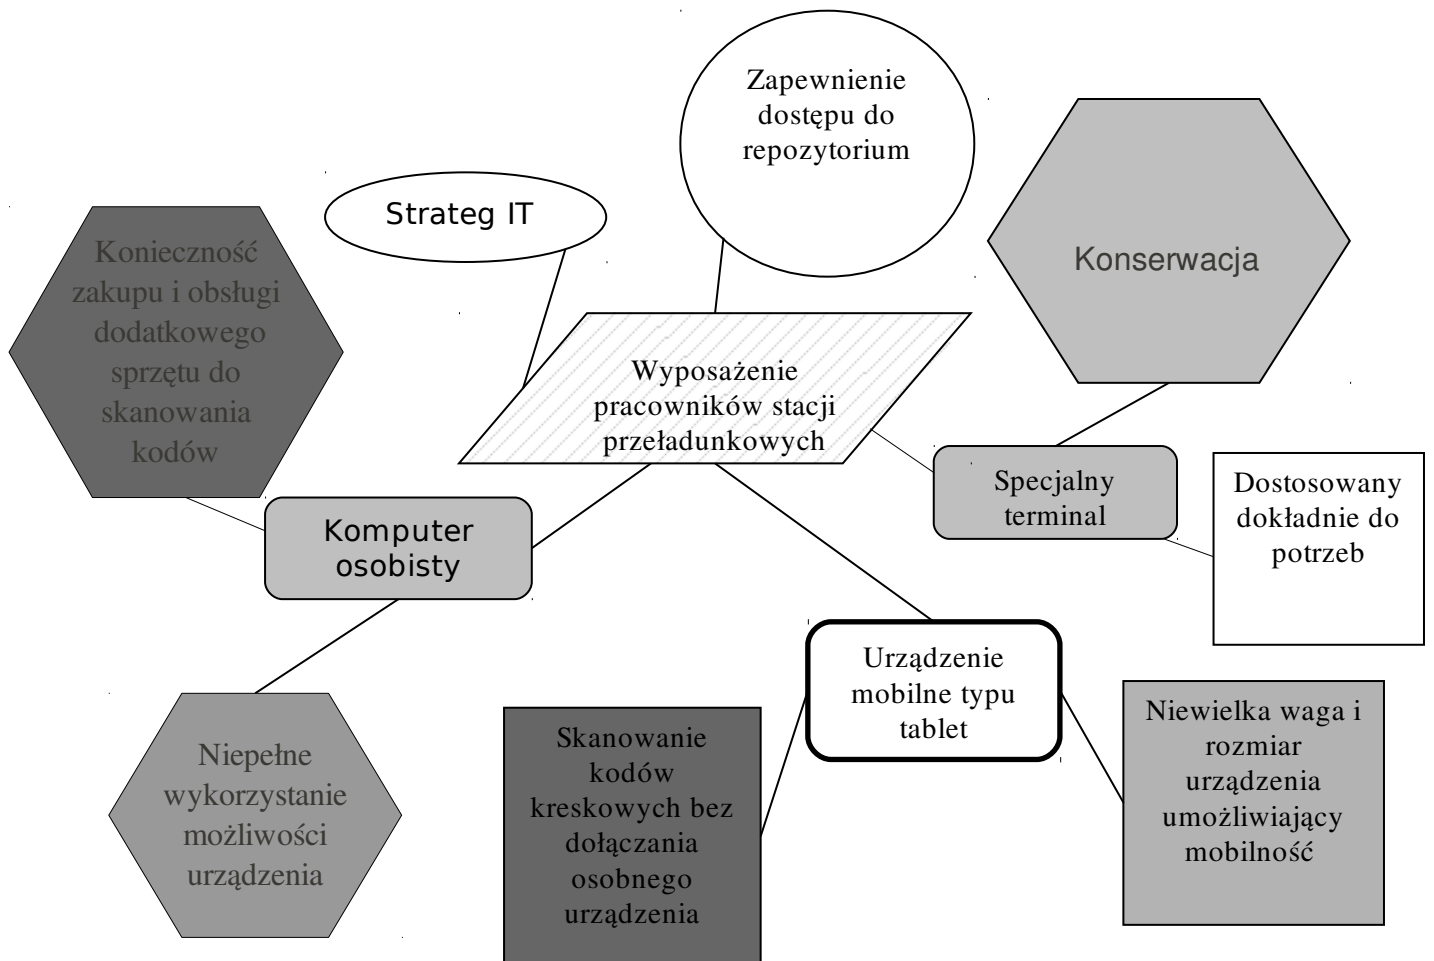 Zapewnienie
dostępu do
repozytorium
Strateg IT
Konserwacja
Konieczność
zakupu i obsługi
dodatkowego
sprzętu do
skanowania
kodów
Wyposażenie
pracowników stacji
przeładunkowych
Specjalny
terminal
Dostosowany
dokładnie do
potrzeb
Komputer
osobisty
Urządzenie
mobilne typu
tablet
Niepełne
wykorzystanie
możliwości
urządzenia
Skanowanie
kodów
kreskowych bez
dołączania
osobnego
urządzenia
Niewielka waga i
rozmiar
urządzenia
umożliwiający
mobilność